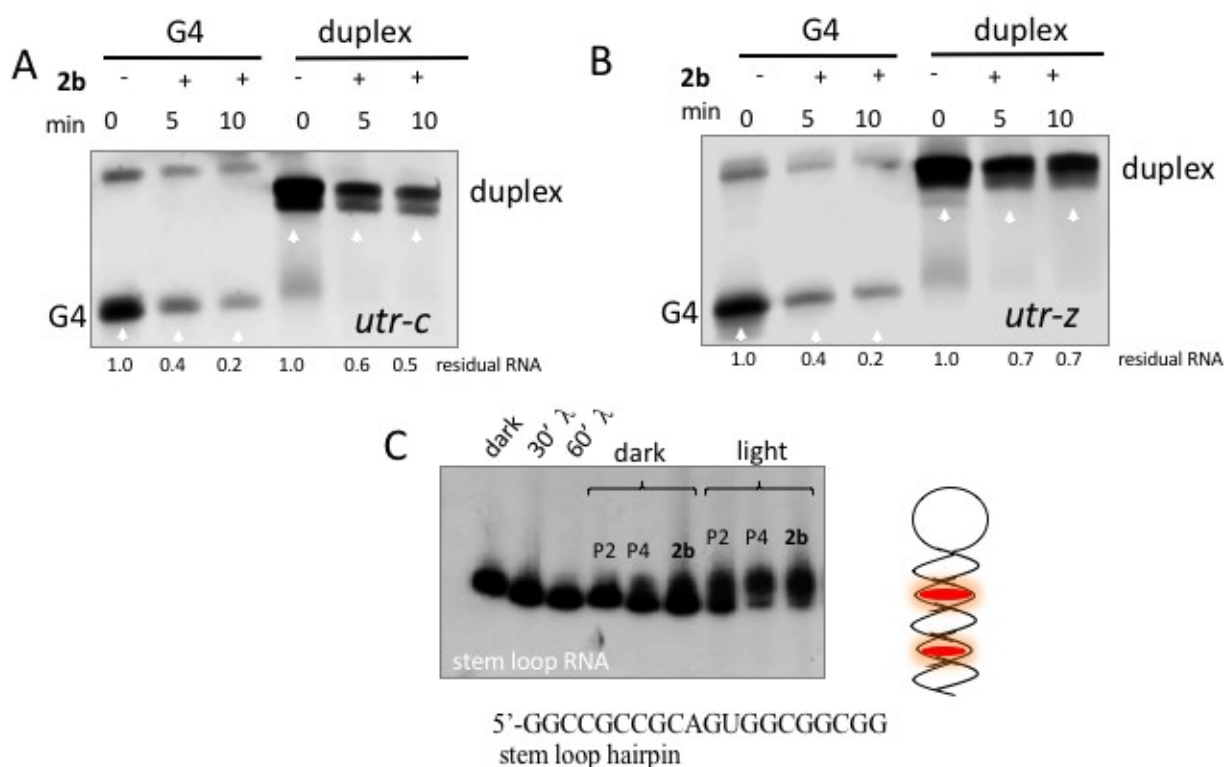 A
G4 duplex
2b - + + - + +
min 0 5 10 0 5 10
duplex
G4
utr-c
1.0 0.4 0.2 1.0 0.6 0.5 residual RNA
B
G4 duplex
2b - + + - + +
min 0 5 10 0 5 10
duplex
G4
utr-z
1.0 0.4 0.2 1.0 0.7 0.7 residual RNA
C
dark 30’ λ 60’ λ dark light
P2 P4 2b P2 P4 2b
stem loop RNA
5’-GGCCGCCGCAGUGGCGGCGG
stem loop hairpin